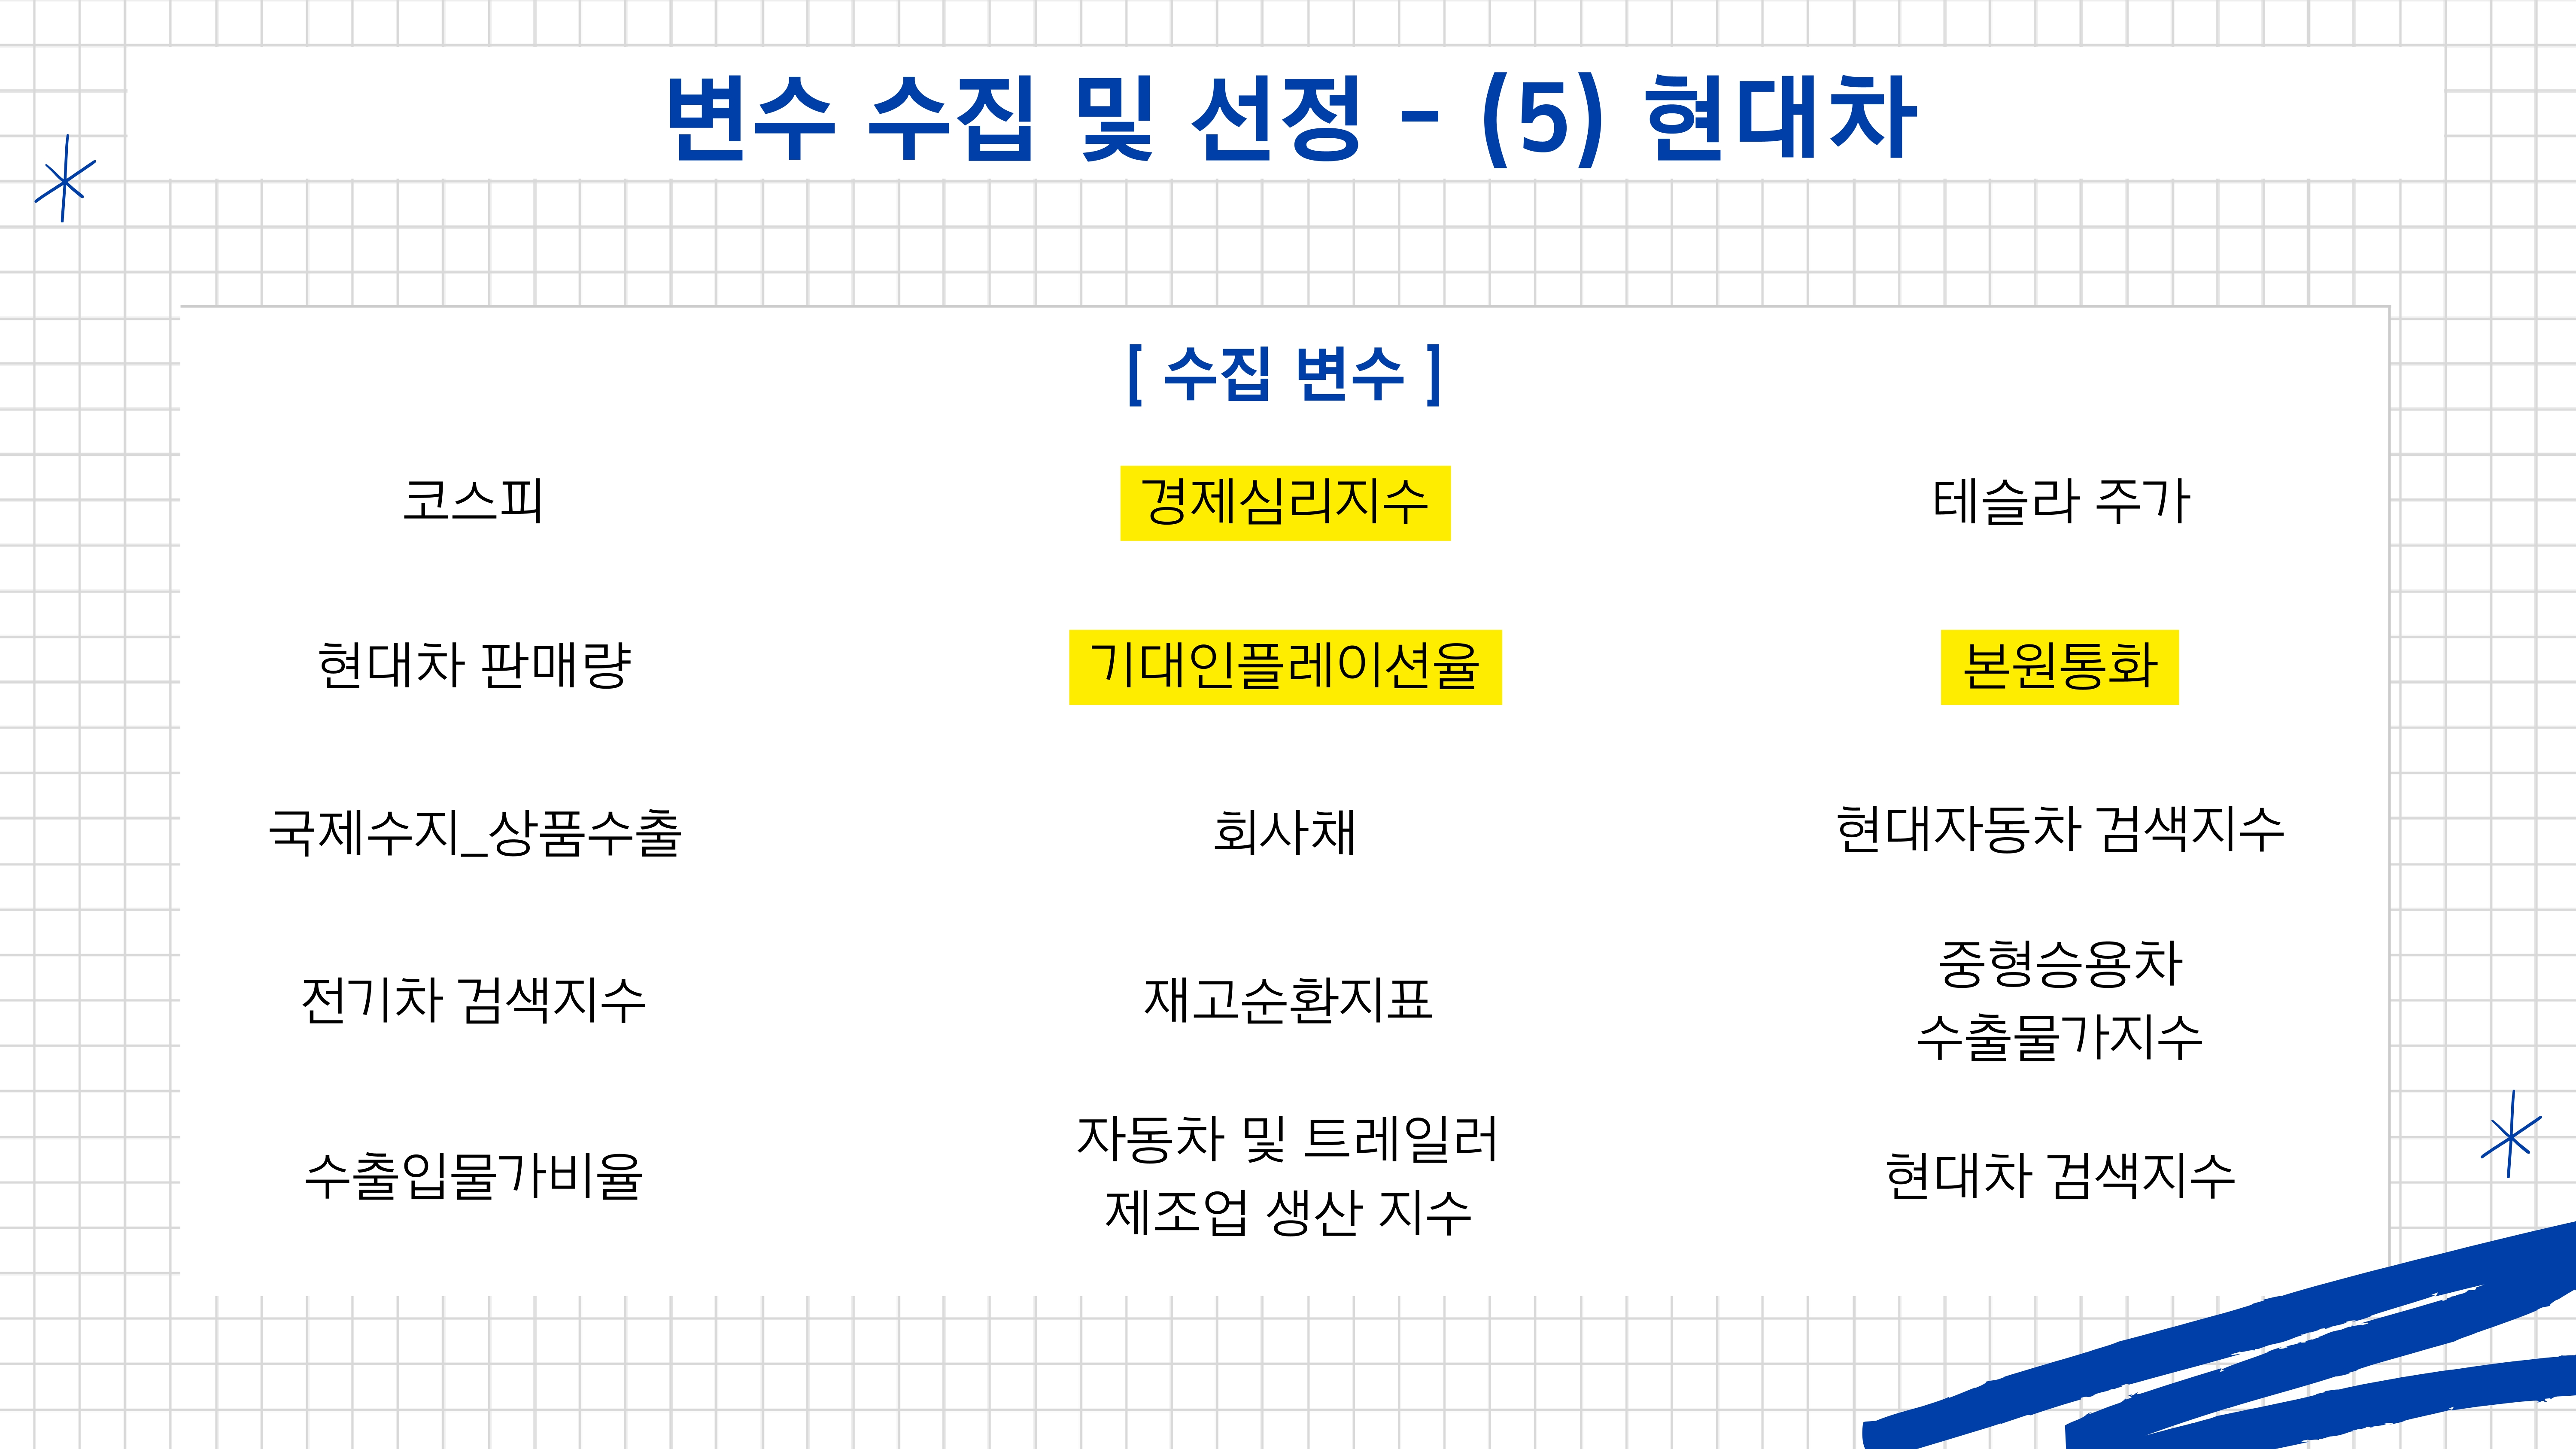 변수 수집 및 선정 - (5) 현대차
[ 수집 변수 ]
코스피
경제심리지수
테슬라 주가
현대차 판매량
기대인플레이션율
본원통화
국제수지_상품수출
회사채
현대자동차 검색지수
전기차 검색지수
재고순환지표
중형승용차
수출물가지수
수출입물가비율
자동차 및 트레일러
제조업 생산 지수
현대차 검색지수